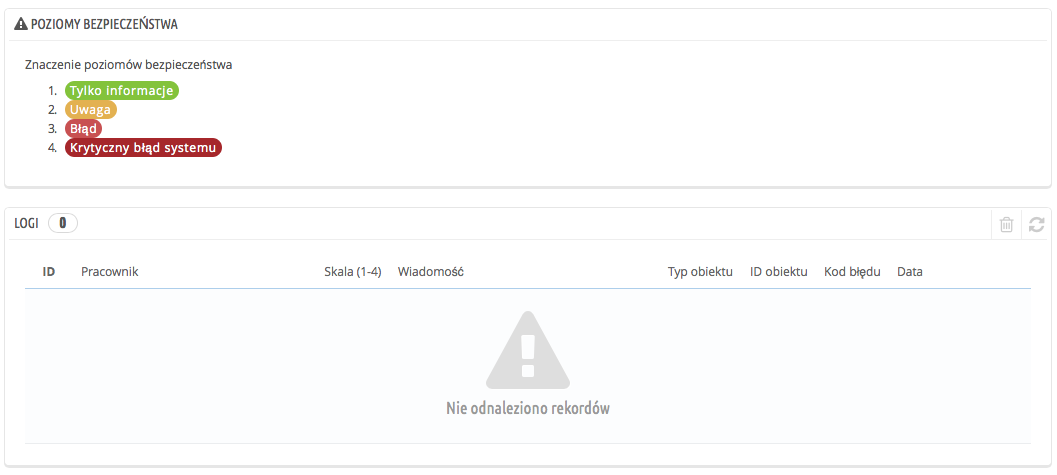 POZIOMY BEZPIECZEŃSTWA
Znaczenie poziomów bezpieczeństwa
1. Tylko informacje
2. Uwaga
3. Błąd
4. Krytyczny błąd systemu
LOGI 0
ID Pracownik Skala (1-4) Wiadomość Typ obiektu ID obiektu Kod błędu Data
Nie odnaleziono rekordów